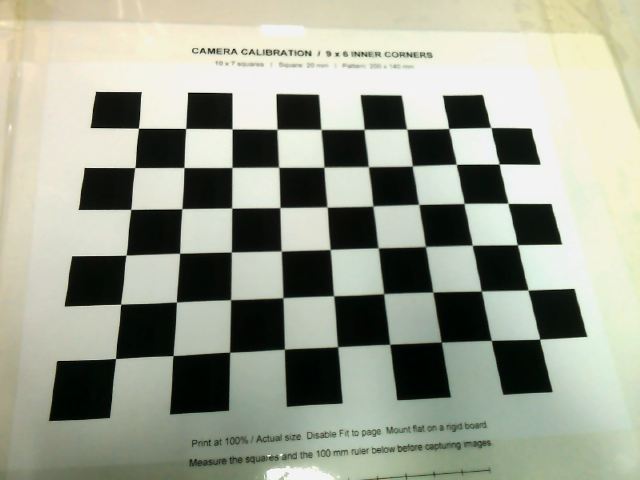 CAMERA CALIBRATION / 9 x 6 INNER CORNERS
10 x 7 squares | Square: 20 mm | Pattern: 200 x 140 mm
Print at 100% / Actual size. Disable Fit to page. Mount flat on a rigid board.
Measure the squares and the 100 mm ruler below before capturing images.